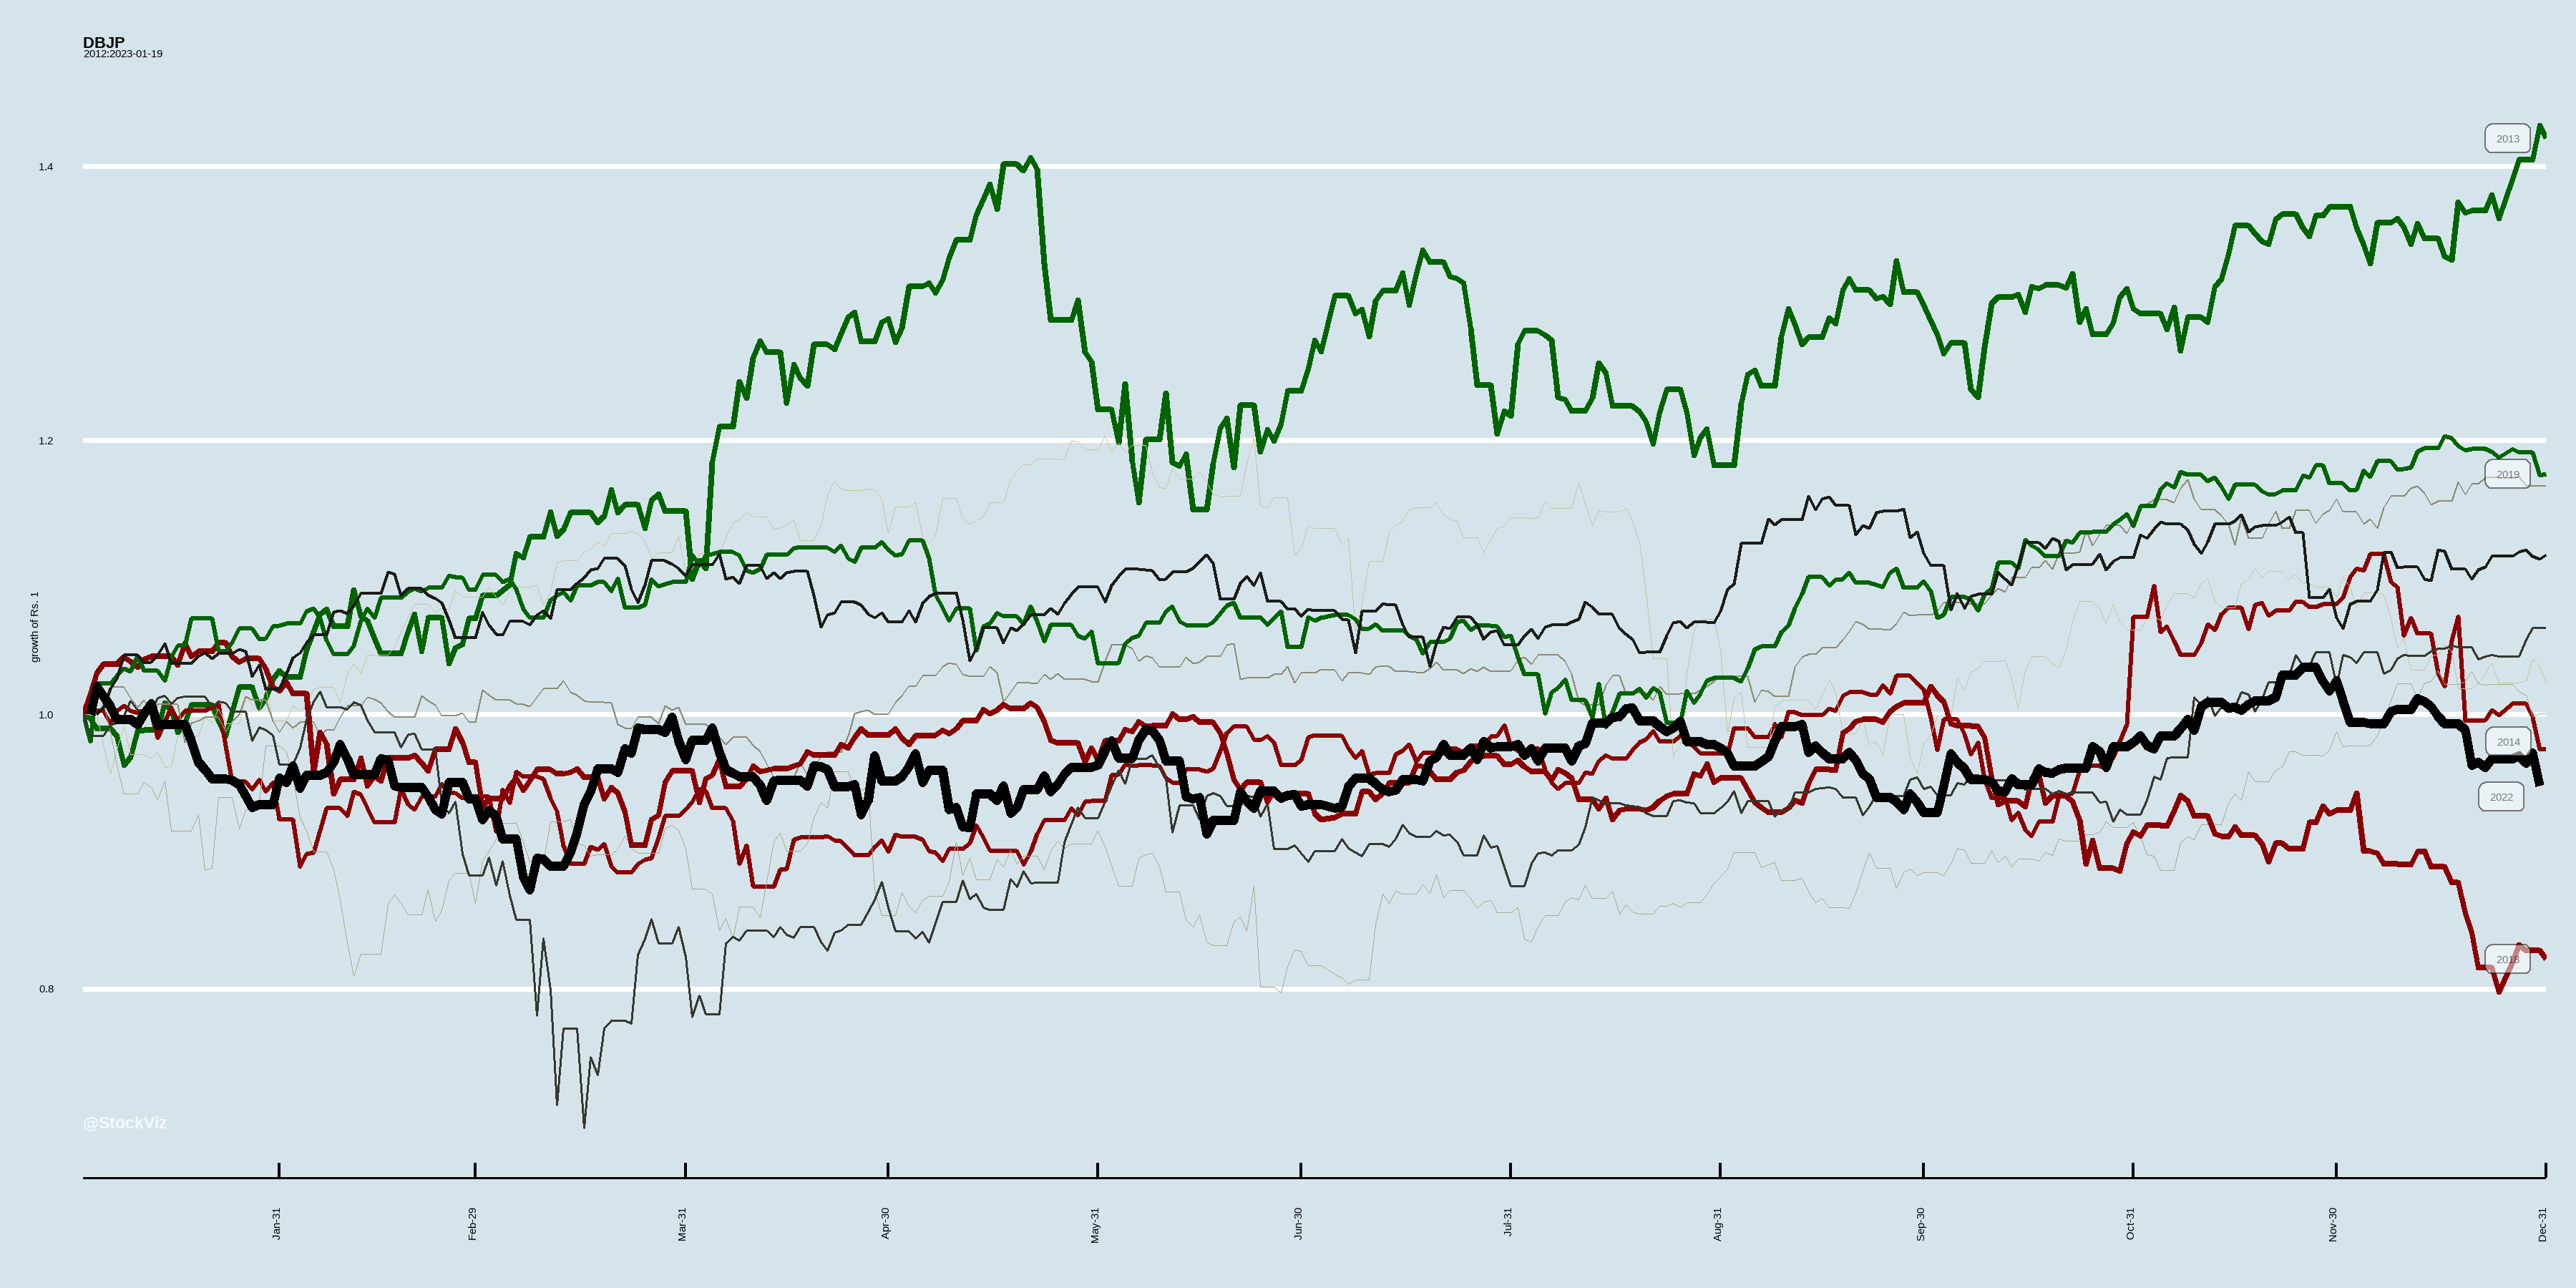 DBJP
2012:2023-01-19
1.4
1.2
1.0
0.8
growth of Rs. 1
2013
2019
2014
2022
2018
@StockViz
Jan-31
Feb-29
Mar-31
Apr-30
May-31
Jun-30
Jul-31
Aug-31
Sep-30
Oct-31
Nov-30
Dec-31